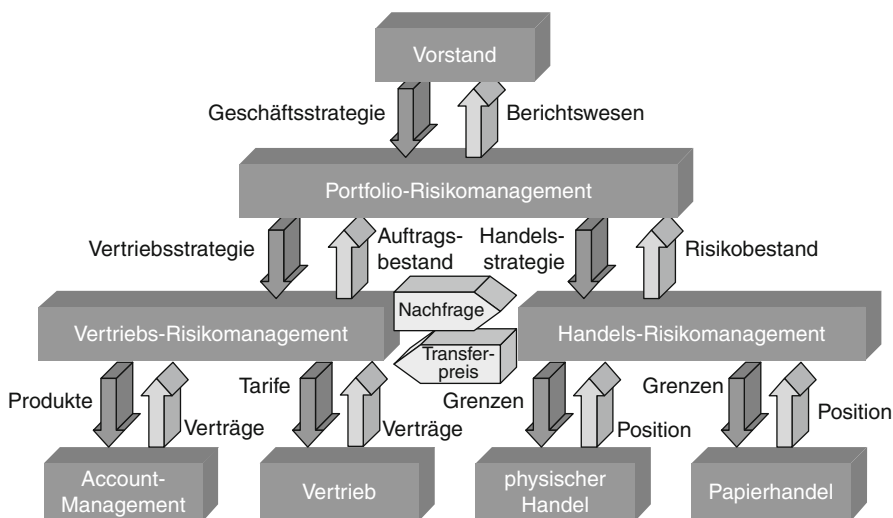 Vorstand
Geschäftsstrategie
Berichtswesen
Portfolio-Risikomanagement
Vertriebsstrategie
Auftrags-
bestand
Handels-
strategie
Risikobestand
Nachfrage
Vertriebs-Risikomanagement
Handels-Risikomanagement
Transfer-
preis
Produkte
Verträge
Tarife
Verträge
Grenzen
Position
Grenzen
Position
Account-
Management
Vertrieb
physischer
Handel
Papierhandel